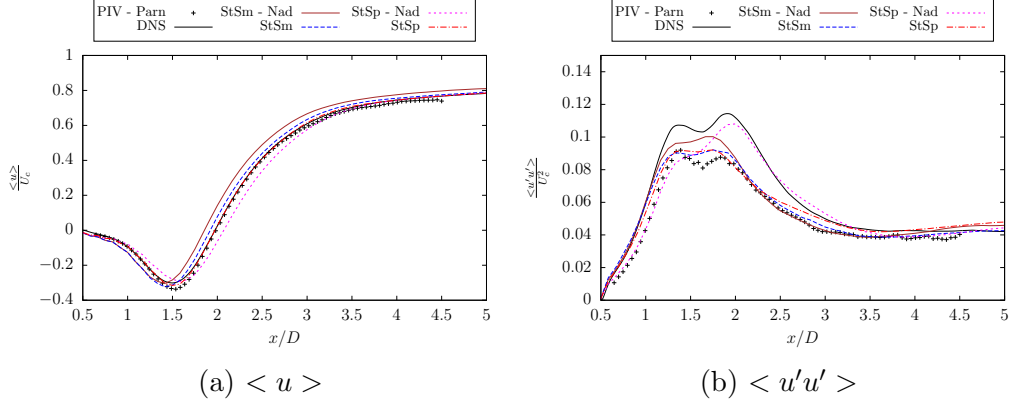 PIV - Parn StSm - Nad StSp - Nad
DNS StSm StSp
PIV - Parn StSm - Nad StSp - Nad
DNS StSm StSp
1
0.8
0.6
0.4
0.2
0
−0.2
−0.4
<u>
U_c
0.5 1 1.5 2 2.5 3 3.5 4 4.5 5
x/D
(a) < u >
0.14
0.12
0.1
0.08
0.06
0.04
0.02
0
<u'u'>
U_c^2
0.5 1 1.5 2 2.5 3 3.5 4 4.5 5
x/D
(b) < u'u' >